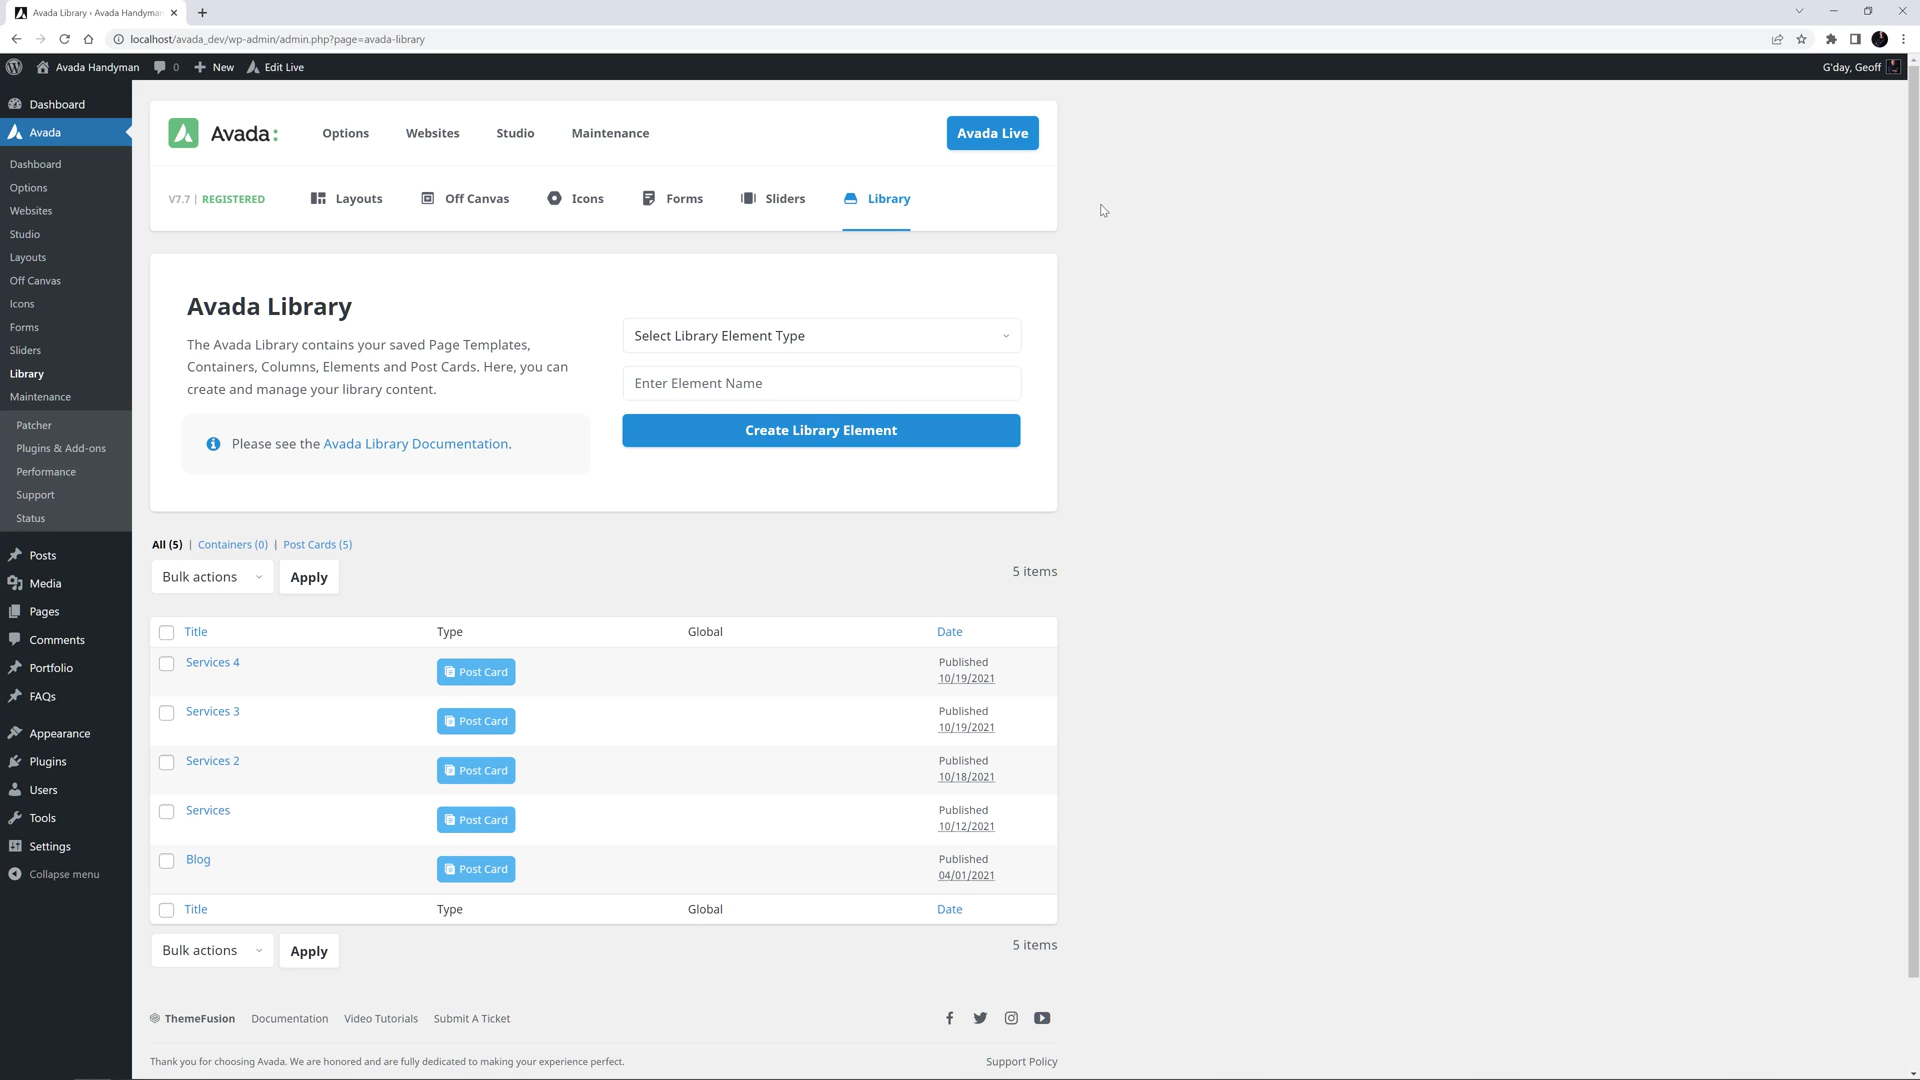 Avada Library ‹ Avada Handyman
localhost/avada_dev/wp-admin/admin.php?page=avada-library
Avada Handyman 0 New Edit Live G'day, Geoff
Dashboard
Avada
Dashboard
Options
Websites
Studio
Layouts
Off Canvas
Icons
Forms
Sliders
Library
Maintenance
Patcher
Plugins & Add-ons
Performance
Support
Status
Posts
Media
Pages
Comments
Portfolio
FAQs
Appearance
Plugins
Users
Tools
Settings
Collapse menu
Avada: Options Websites Studio Maintenance Avada Live
V7.7 | REGISTERED Layouts Off Canvas Icons Forms Sliders Library
Avada Library
The Avada Library contains your saved Page Templates,
Containers, Columns, Elements and Post Cards. Here, you can
create and manage your library content.
Please see the Avada Library Documentation.
Select Library Element Type
Enter Element Name
Create Library Element
All (5) | Containers (0) | Post Cards (5)
Bulk actions Apply 5 items
Title Type Global Date
Services 4 Post Card Published
10/19/2021
Services 3 Post Card Published
10/19/2021
Services 2 Post Card Published
10/18/2021
Services Post Card Published
10/12/2021
Blog Post Card Published
04/01/2021
Title Type Global Date
Bulk actions Apply 5 items
ThemeFusion Documentation Video Tutorials Submit A Ticket
Thank you for choosing Avada. We are honored and are fully dedicated to making your experience perfect. Support Policy